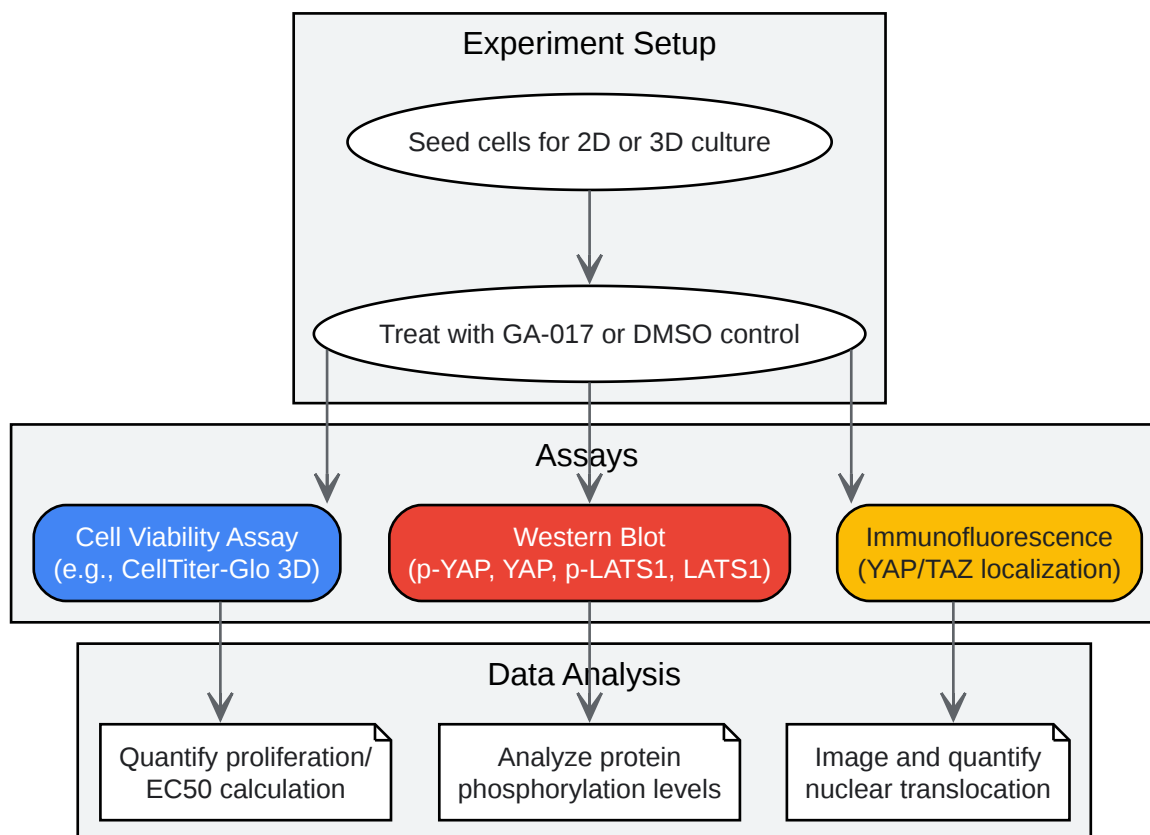 Experiment Setup
Seed cells for 2D or 3D culture
Treat with GA-017 or DMSO control
Assays
Cell Viability Assay
(e.g., CellTiter-Glo 3D)
Western Blot
(p-YAP, YAP, p-LATS1, LATS1)
Immunofluorescence
(YAP/TAZ localization)
Data Analysis
Quantify proliferation/
EC50 calculation
Analyze protein
phosphorylation levels
Image and quantify
nuclear translocation